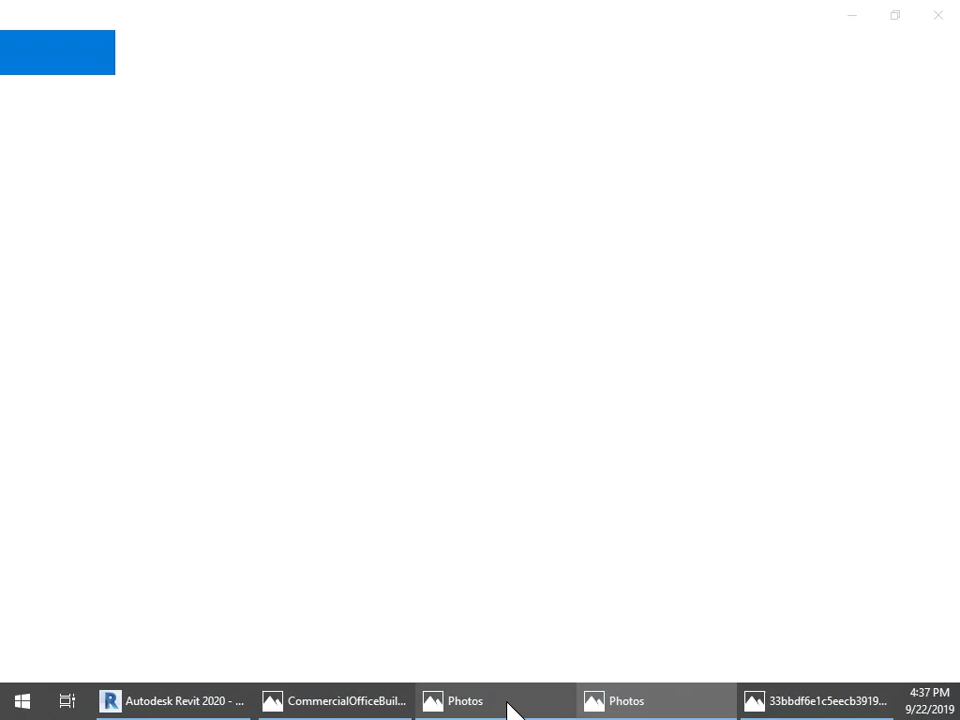 Autodesk Revit 2020 - ...
CommercialOfficeBuil...
Photos
Photos
33bbdf6e1c5eecb3919...
4:37 PM
9/22/2019